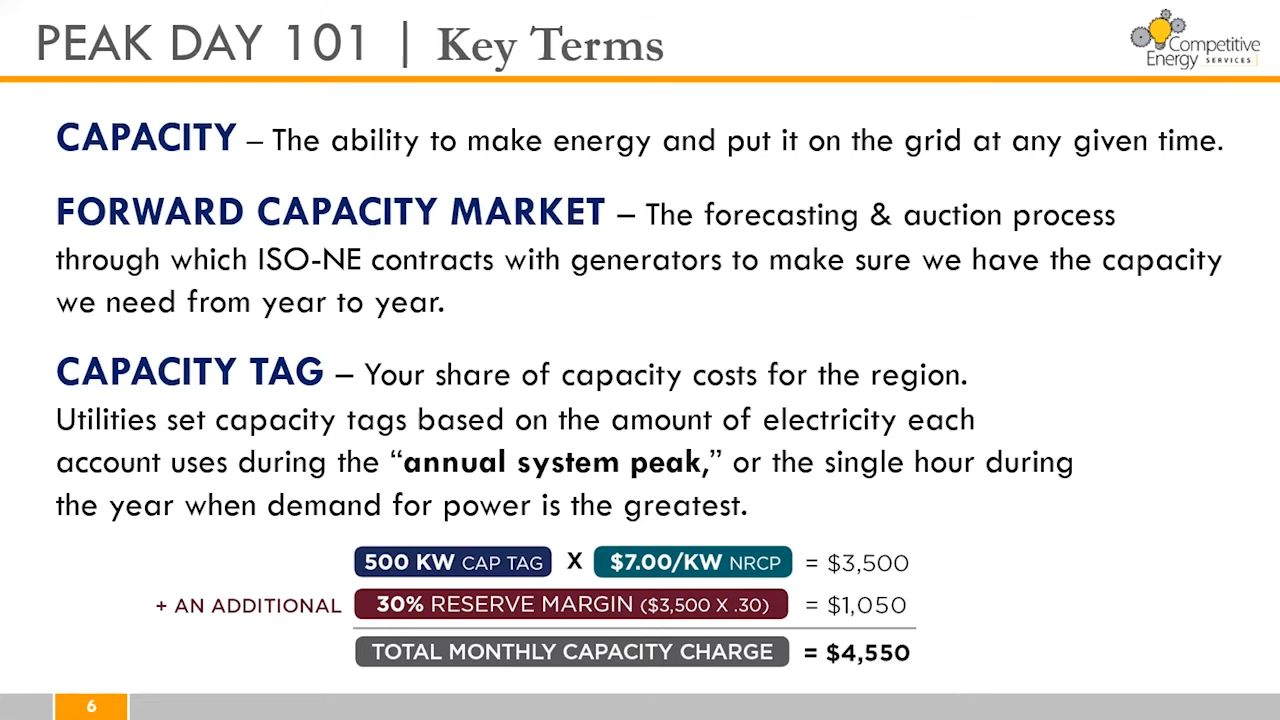 PEAK DAY 101 | Key Terms
Competitive
Energy SERVICES
CAPACITY – The ability to make energy and put it on the grid at any given time.
FORWARD CAPACITY MARKET – The forecasting & auction process
through which ISO-NE contracts with generators to make sure we have the capacity
we need from year to year.
CAPACITY TAG – Your share of capacity costs for the region.
Utilities set capacity tags based on the amount of electricity each
account uses during the “annual system peak,” or the single hour during
the year when demand for power is the greatest.
500 KW CAP TAG X $7.00/KW NRCP = $3,500
+ AN ADDITIONAL 30% RESERVE MARGIN ($3,500 X .30) = $1,050
TOTAL MONTHLY CAPACITY CHARGE = $4,550
6